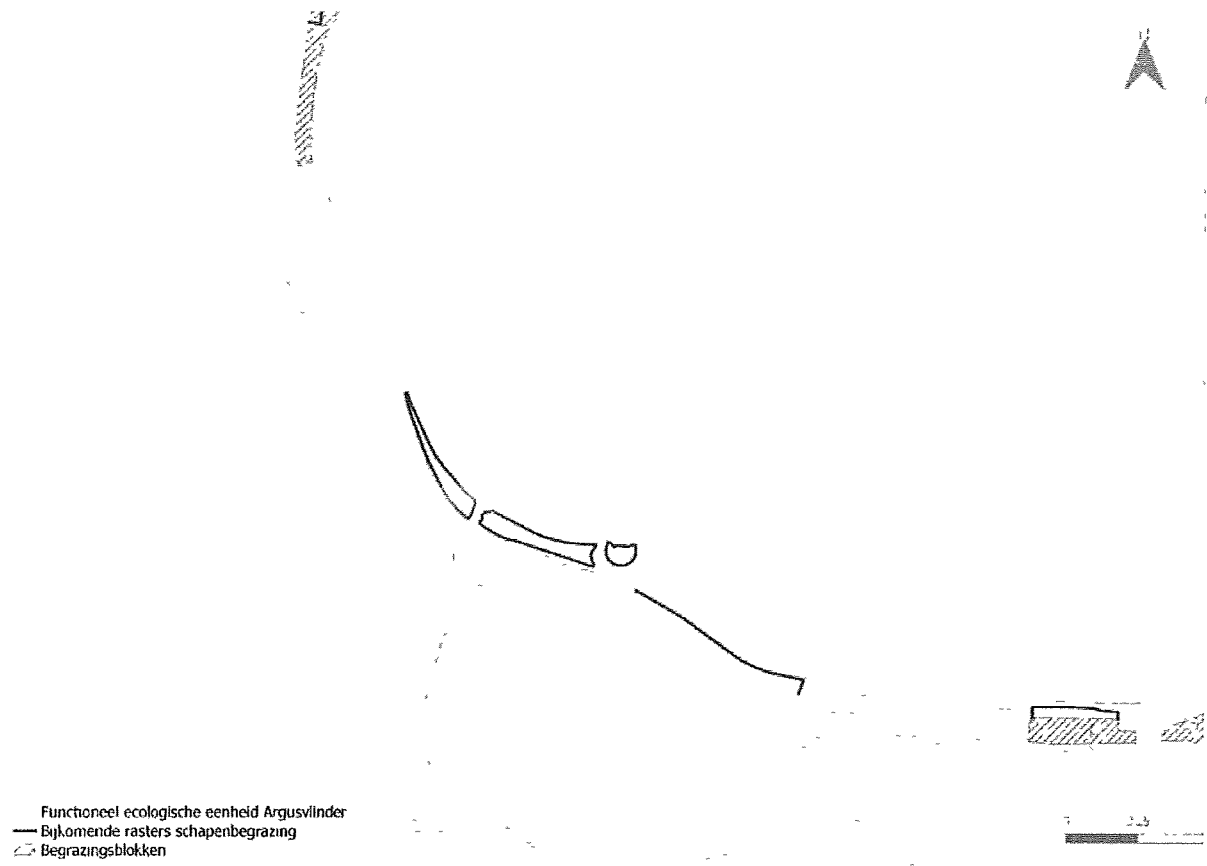 Functioneel ecologische eenheid Argusvlinder
Bijkomende rasters schapenbegrazing
Begrazingsblokken